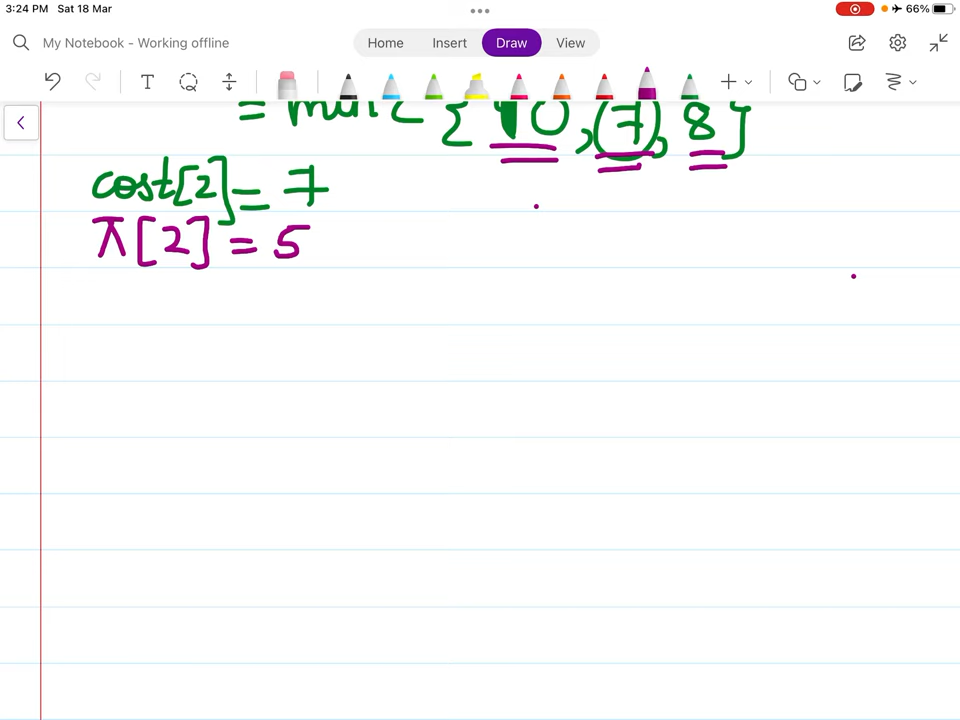 3:24 PM Sat 18 Mar
66%
My Notebook - Working offline
Home Insert Draw View
= min { 10, (7), 8 }
cost[2] = 7
π[2] = 5